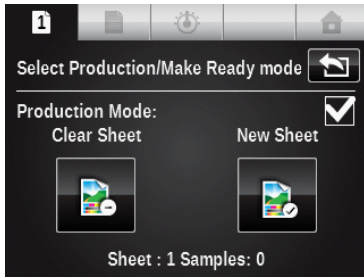 1
Select Production/Make Ready mode
Production Mode:
Clear Sheet New Sheet
Sheet : 1 Samples: 0